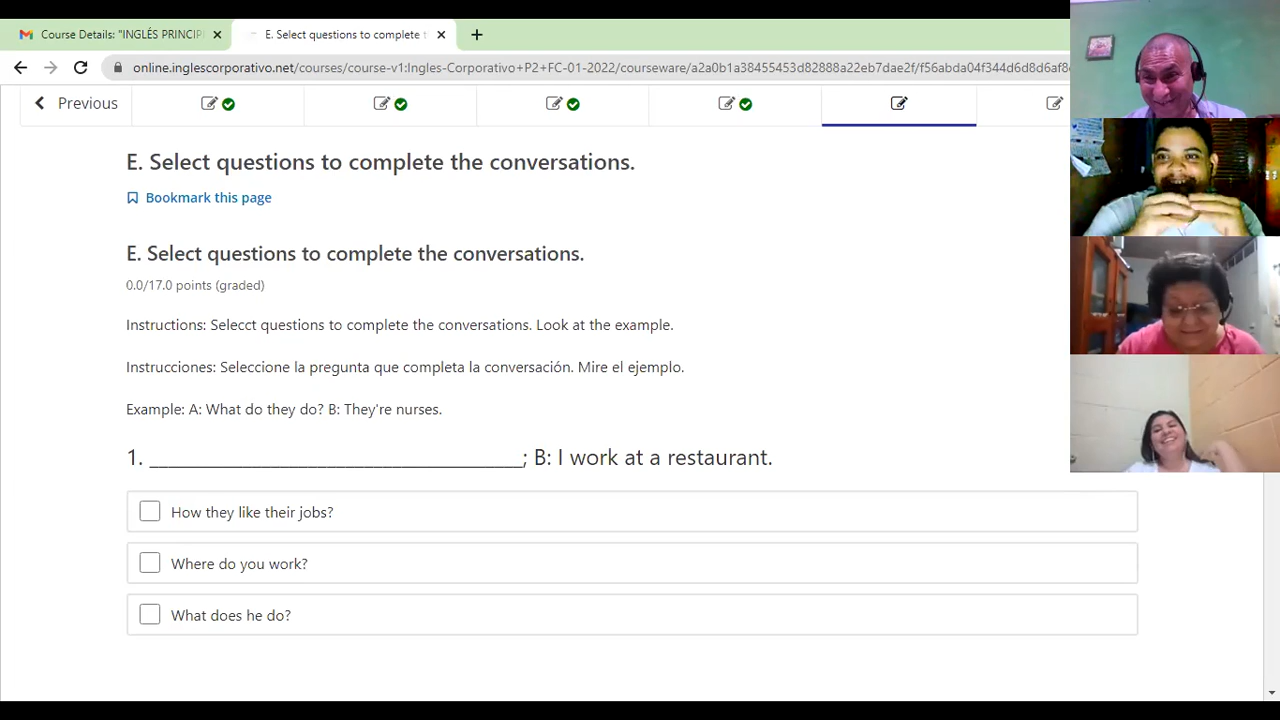 Course Details: "INGLÉS PRINCIPI
E. Select questions to complete t
online.inglescorporativo.net/courses/course-v1:Ingles-Corporativo+P2+FC-01-2022/courseware/a2a0b1a38455453d82888a22eb7dae2f/f56abda04f344d6d8d6af8
Previous
E. Select questions to complete the conversations.
Bookmark this page
E. Select questions to complete the conversations.
0.0/17.0 points (graded)
Instructions: Selecct questions to complete the conversations. Look at the example.
Instrucciones: Seleccione la pregunta que completa la conversación. Mire el ejemplo.
Example: A: What do they do? B: They're nurses.
1. _______________________________; B: I work at a restaurant.
How they like their jobs?
Where do you work?
What does he do?